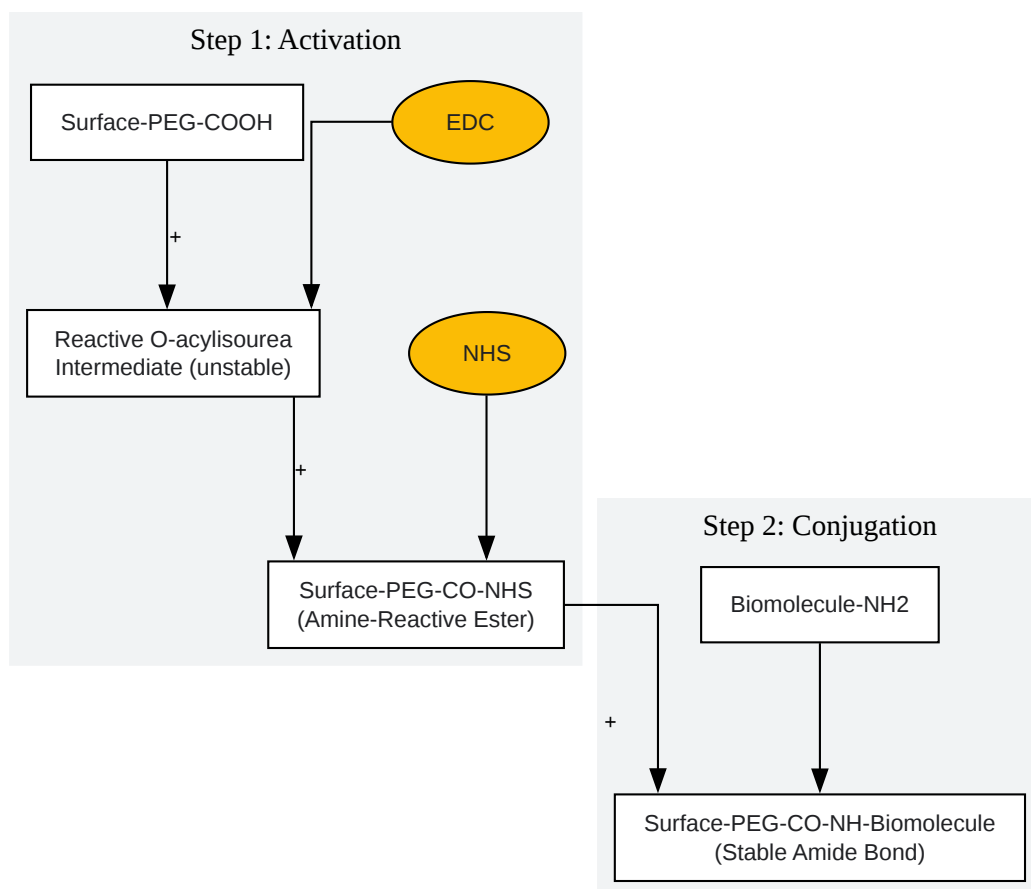 Step 1: Activation
Surface-PEG-COOH
EDC
+
Reactive O-acylisourea
Intermediate (unstable)
NHS
+
Step 2: Conjugation
Surface-PEG-CO-NHS
(Amine-Reactive Ester)
Biomolecule-NH2
+
Surface-PEG-CO-NH-Biomolecule
(Stable Amide Bond)